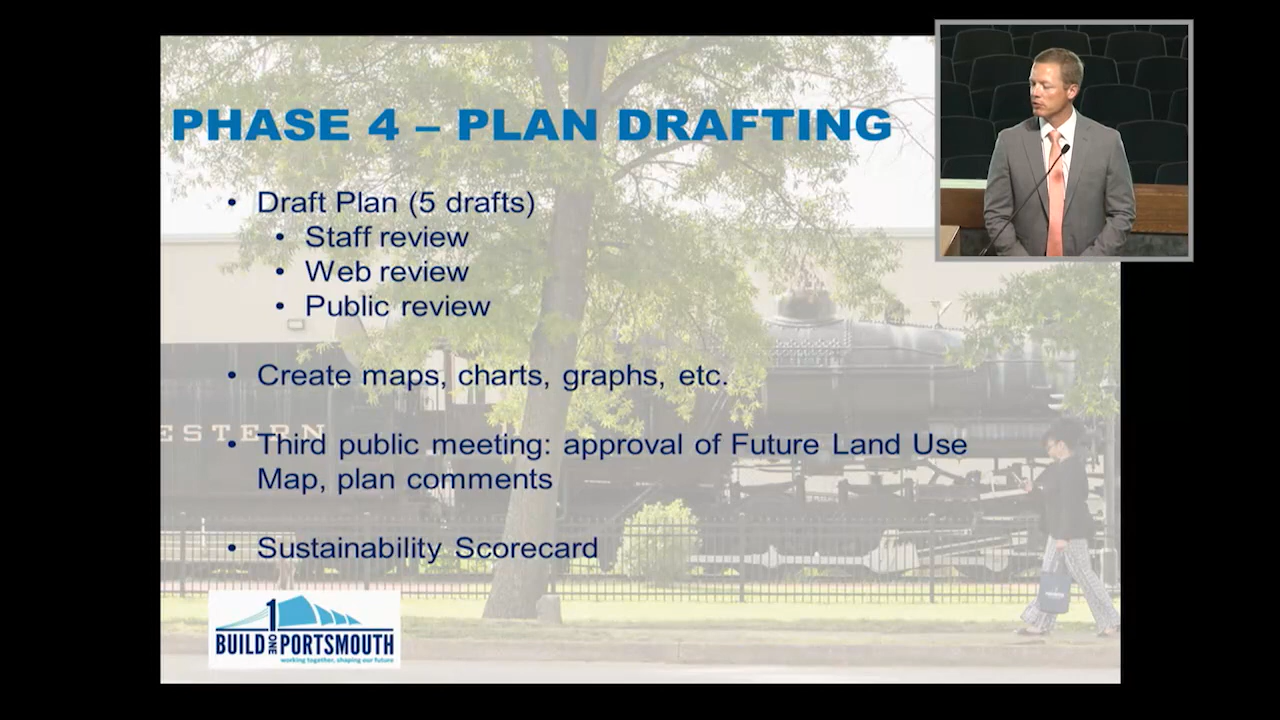 PHASE 4 – PLAN DRAFTING
• Draft Plan (5 drafts)
• Staff review
• Web review
• Public review
• Create maps, charts, graphs, etc.
ESTERN
• Third public meeting: approval of Future Land Use
Map, plan comments
• Sustainability Scorecard
BUILD 1 ONE PORTSMOUTH
working together, shaping our future